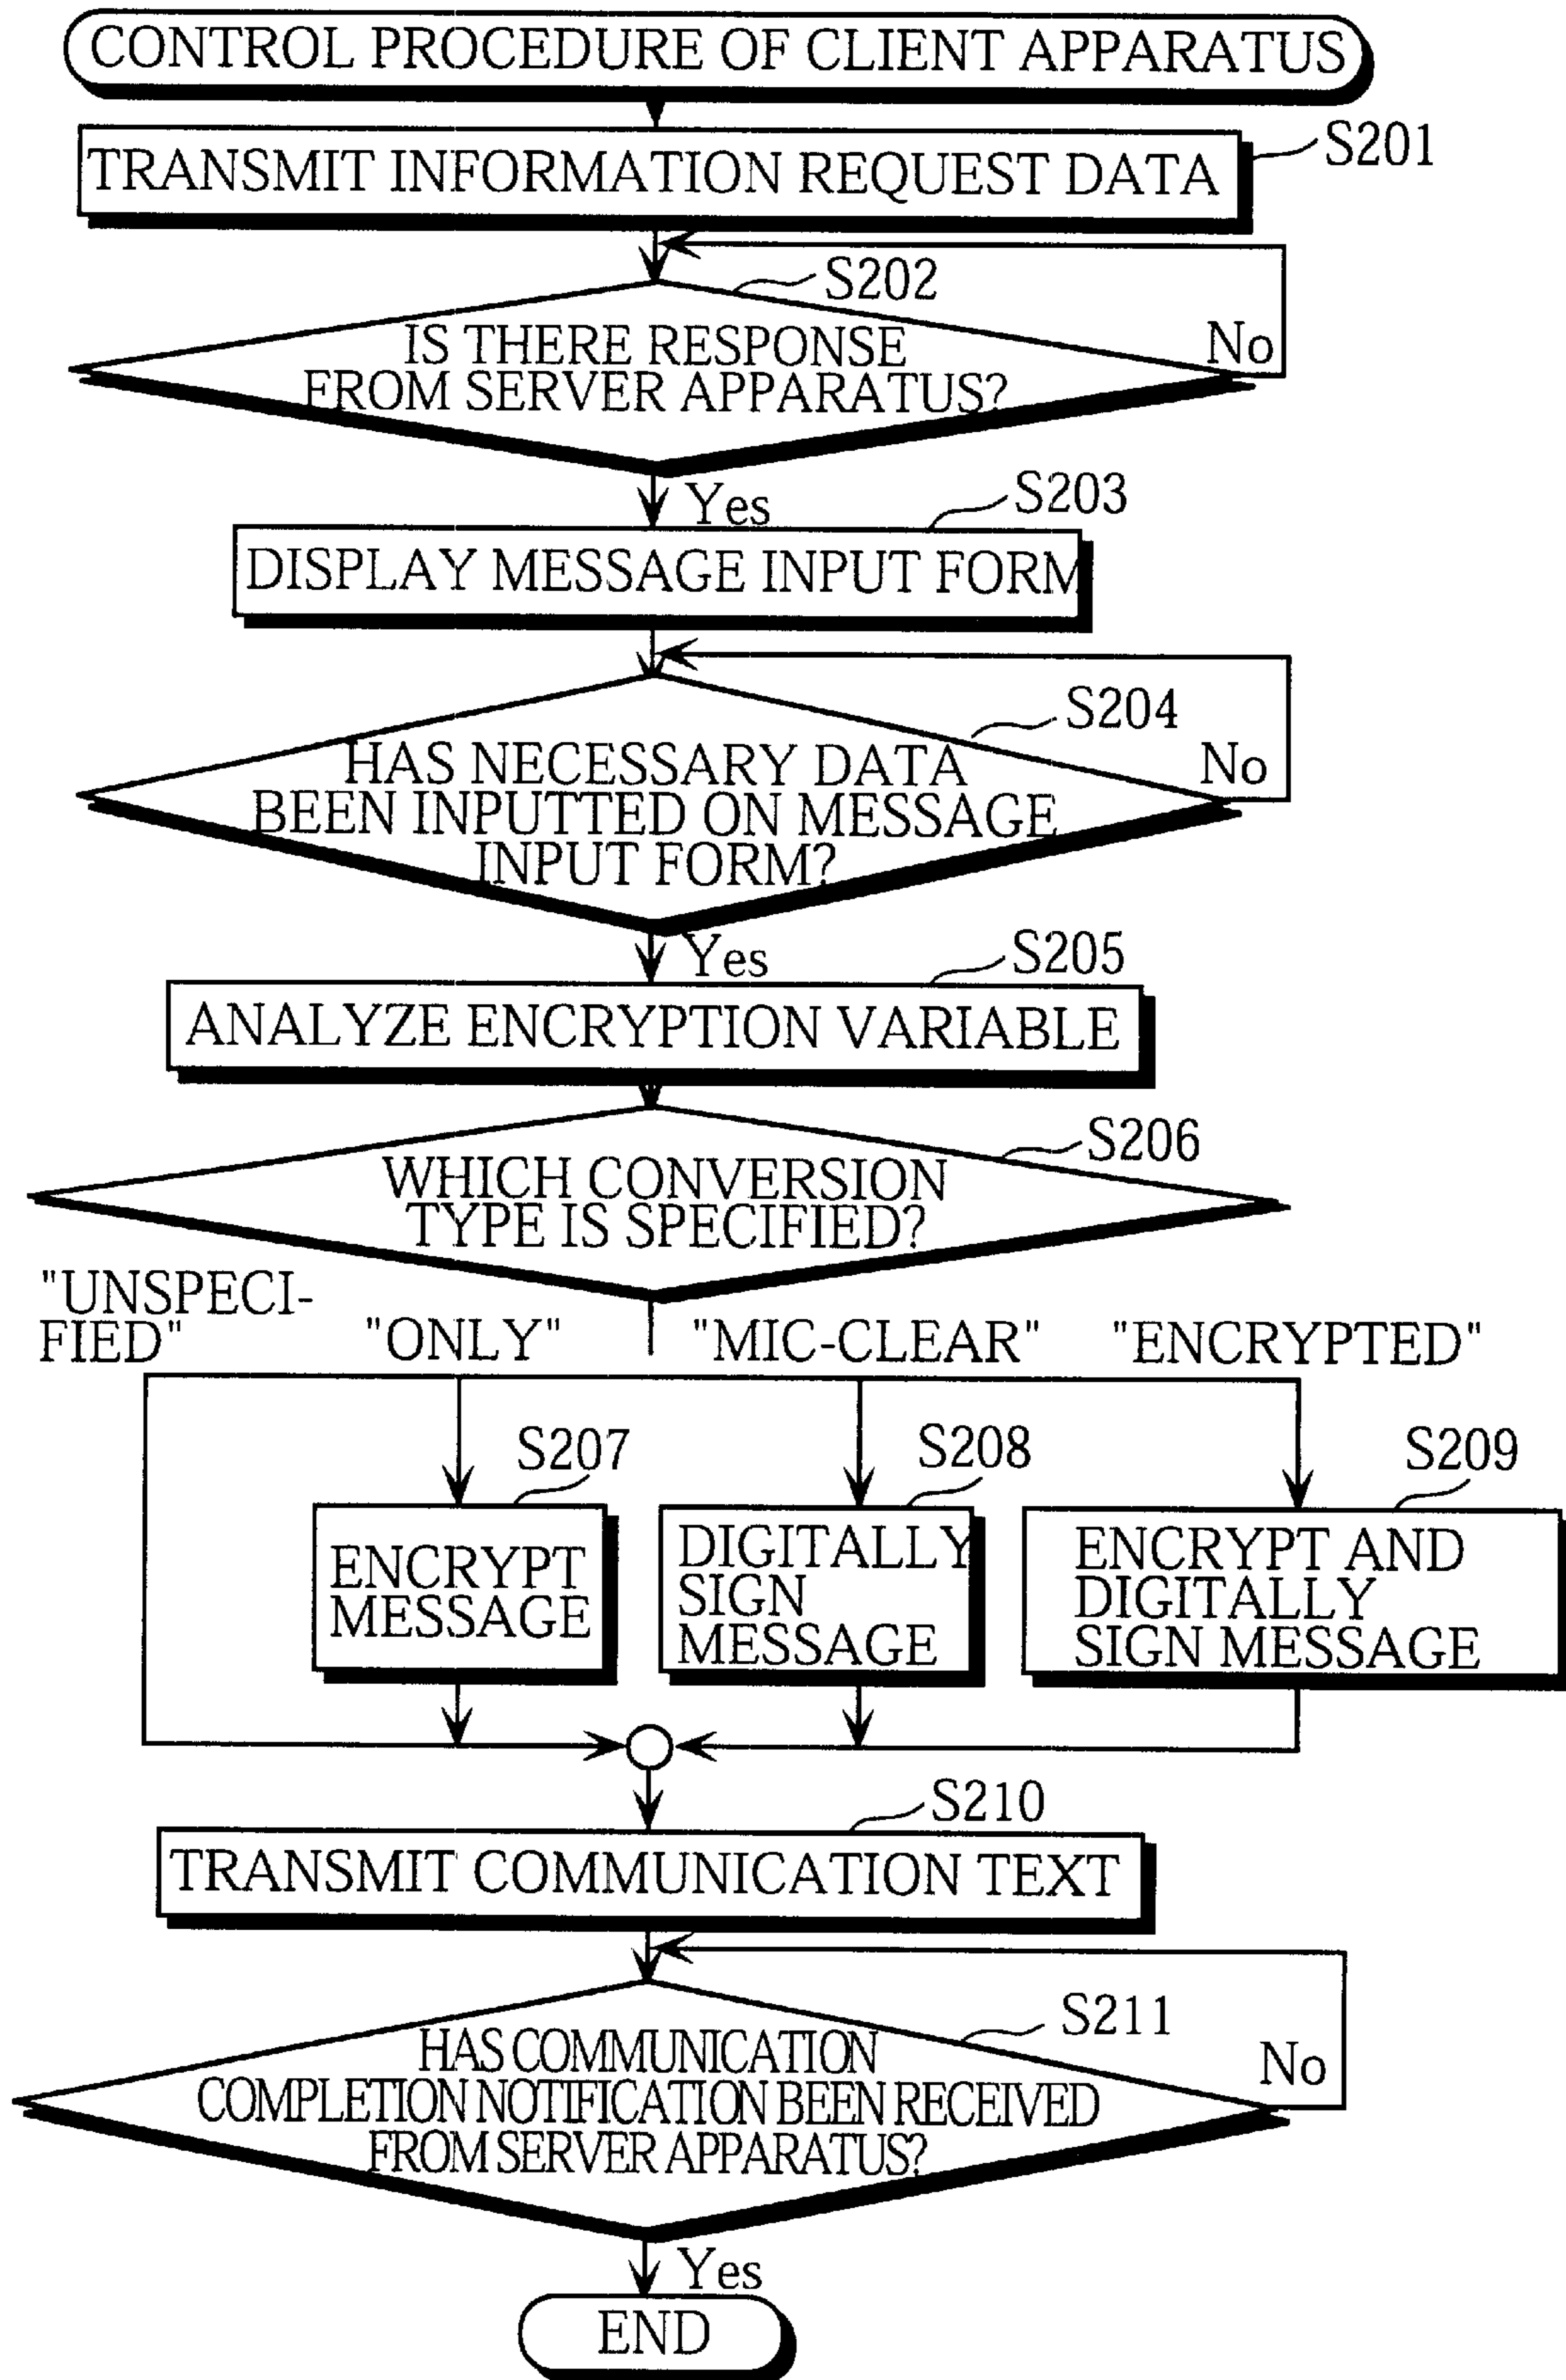 CONTROL PROCEDURE OF CLIENT APPARATUS
TRANSMIT INFORMATION REQUEST DATA
S201
S202
IS THERE RESPONSE
FROM SERVER APPARATUS?
No
Yes
S203
DISPLAY MESSAGE INPUT FORM
S204
HAS NECESSARY DATA
BEEN INPUTTED ON MESSAGE
INPUT FORM?
No
Yes
S205
ANALYZE ENCRYPTION VARIABLE
S206
WHICH CONVERSION
TYPE IS SPECIFIED?
"UNSPECI-
FIED"
"ONLY"
"MIC-CLEAR"
"ENCRYPTED"
S207
S208
S209
ENCRYPT
MESSAGE
DIGITALLY
SIGN
MESSAGE
ENCRYPT AND
DIGITALLY
SIGN MESSAGE
S210
TRANSMIT COMMUNICATION TEXT
S211
HAS COMMUNICATION
COMPLETION NOTIFICATION BEEN RECEIVED
FROM SERVER APPARATUS?
No
Yes
END